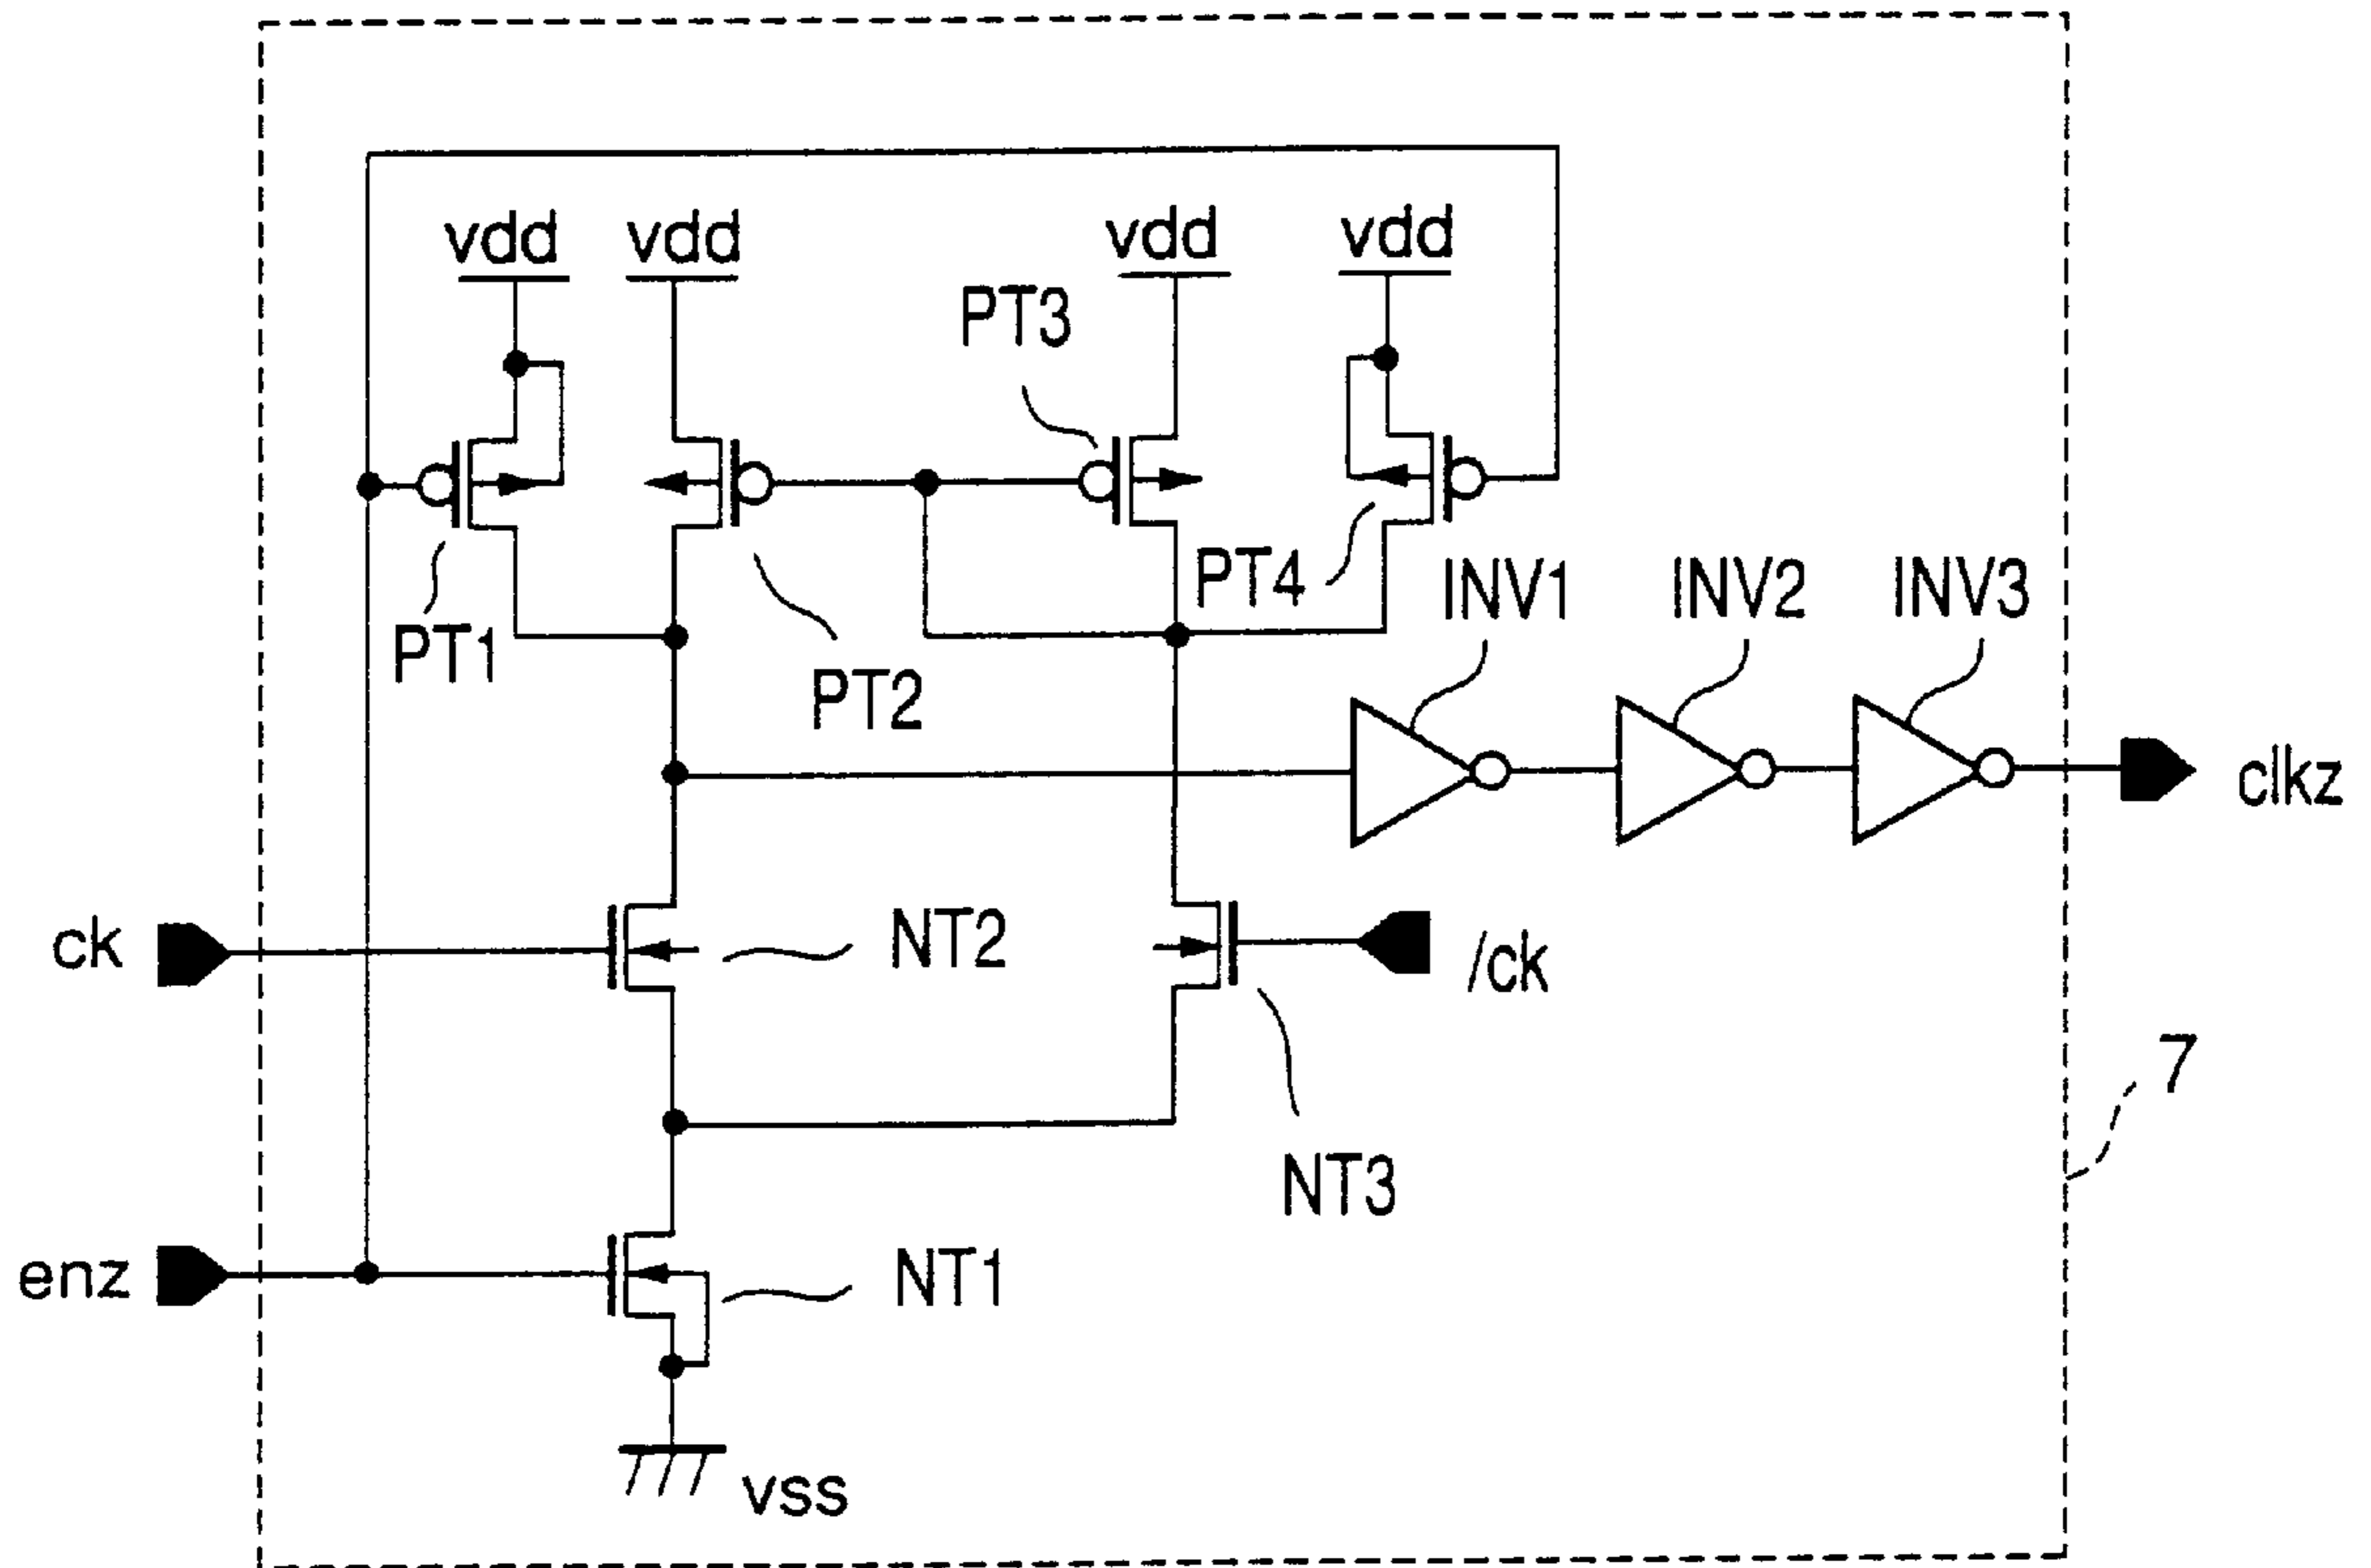 vdd
vdd
vdd
vdd
PT3
PT4
INV1
INV2
INV3
PT1
PT2
clkz
ck
NT2
/ck
7
NT3
enz
NT1
vss